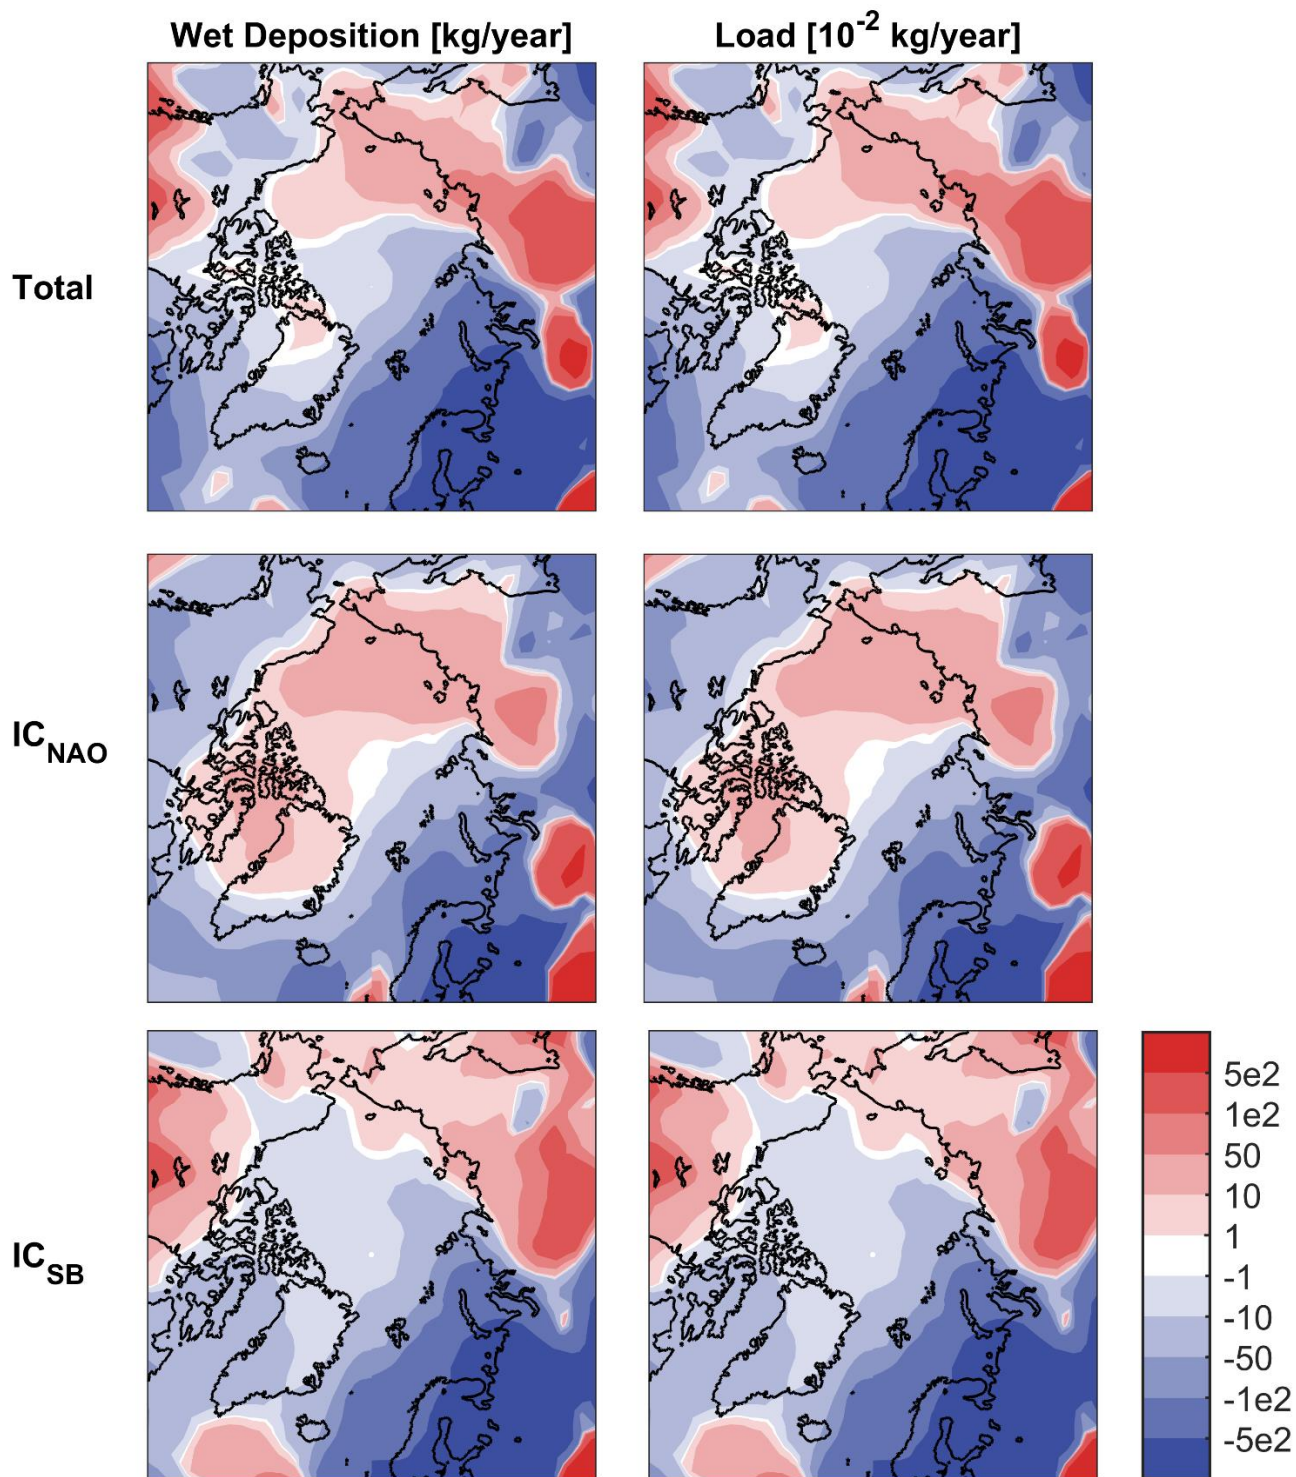 Wet Deposition [kg/year] Load [10⁻² kg/year]
Total
IC_NAO
IC_SB
5e2
1e2
50
10
1
-1
-10
-50
-1e2
-5e2